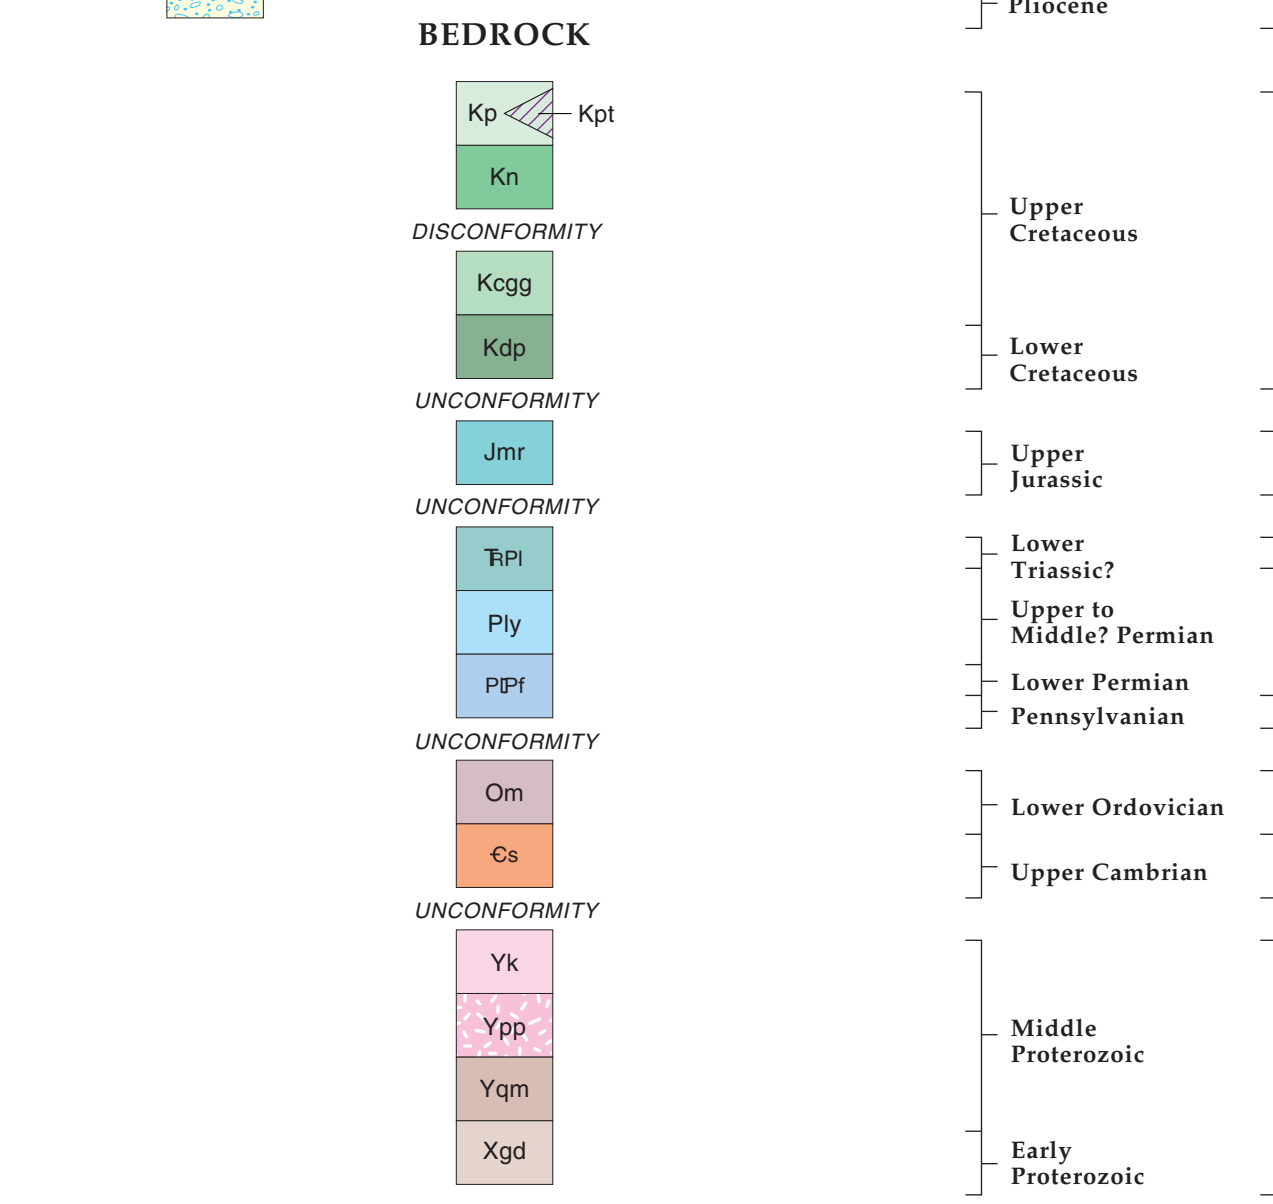 Pliocene
BEDROCK
Kp
Kpt
Kn
DISCONFORMITY
Upper
Cretaceous
Kcgg
Kdp
Lower
Cretaceous
UNCONFORMITY
Jmr
Upper
Jurassic
UNCONFORMITY
TRPl
Lower
Triassic?
Ply
Upper to
Middle? Permian
PIPf
Lower Permian
Pennsylvanian
UNCONFORMITY
Om
Lower Ordovician
Єs
Upper Cambrian
UNCONFORMITY
Yk
Ypp
Middle
Proterozoic
Yqm
Xgd
Early
Proterozoic